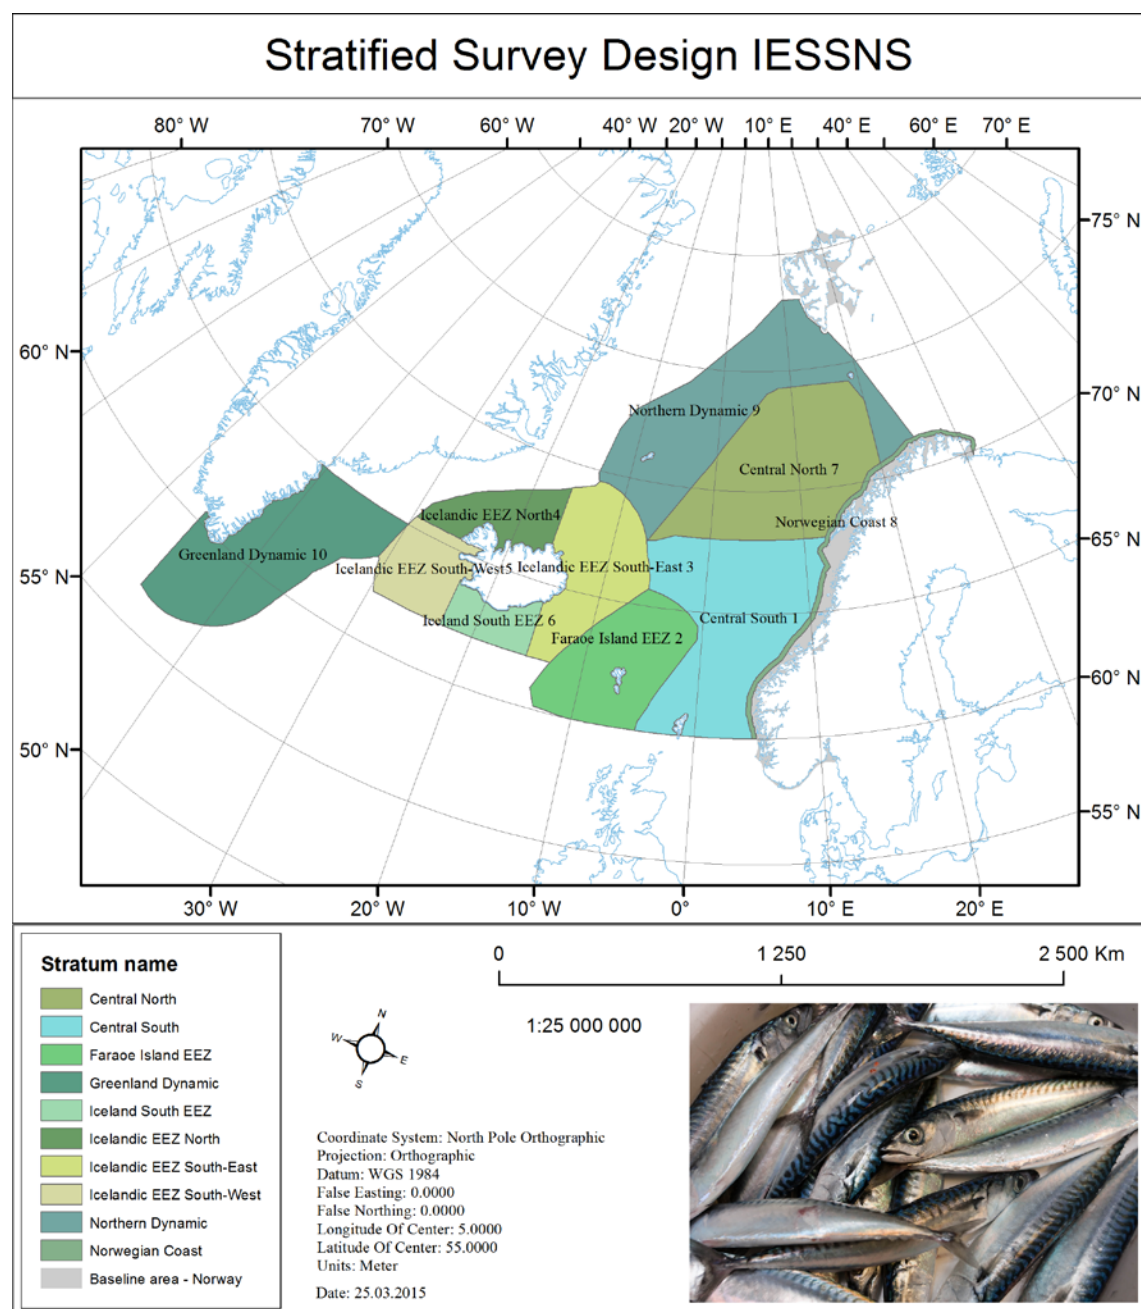 Stratified Survey Design IESSNS
80° W 70° W 60° W 40° W 20° W 10° E 40° E 60° E 70° E
75° N
60° N
70° N
Northern Dynamic 9
Central North 7
Icelandic EEZ North4
Norwegian Coast 8
65° N
Greenland Dynamic 10
Icelandic EEZ South-West5
Icelandic EEZ South-East 3
55° N
Iceland South EEZ 6
Central South 1
Faraoe Island EEZ 2
60° N
50° N
55° N
30° W 20° W 10° W 0° 10° E 20° E
Stratum name
Central North
Central South
Faraoe Island EEZ
Greenland Dynamic
Iceland South EEZ
Icelandic EEZ North
Icelandic EEZ South-East
Icelandic EEZ South-West
Northern Dynamic
Norwegian Coast
Baseline area - Norway
0 1 250 2 500 Km
1:25 000 000
N
W
E
S
Coordinate System: North Pole Orthographic
Projection: Orthographic
Datum: WGS 1984
False Easting: 0.0000
False Northing: 0.0000
Longitude Of Center: 5.0000
Latitude Of Center: 55.0000
Units: Meter
Date: 25.03.2015